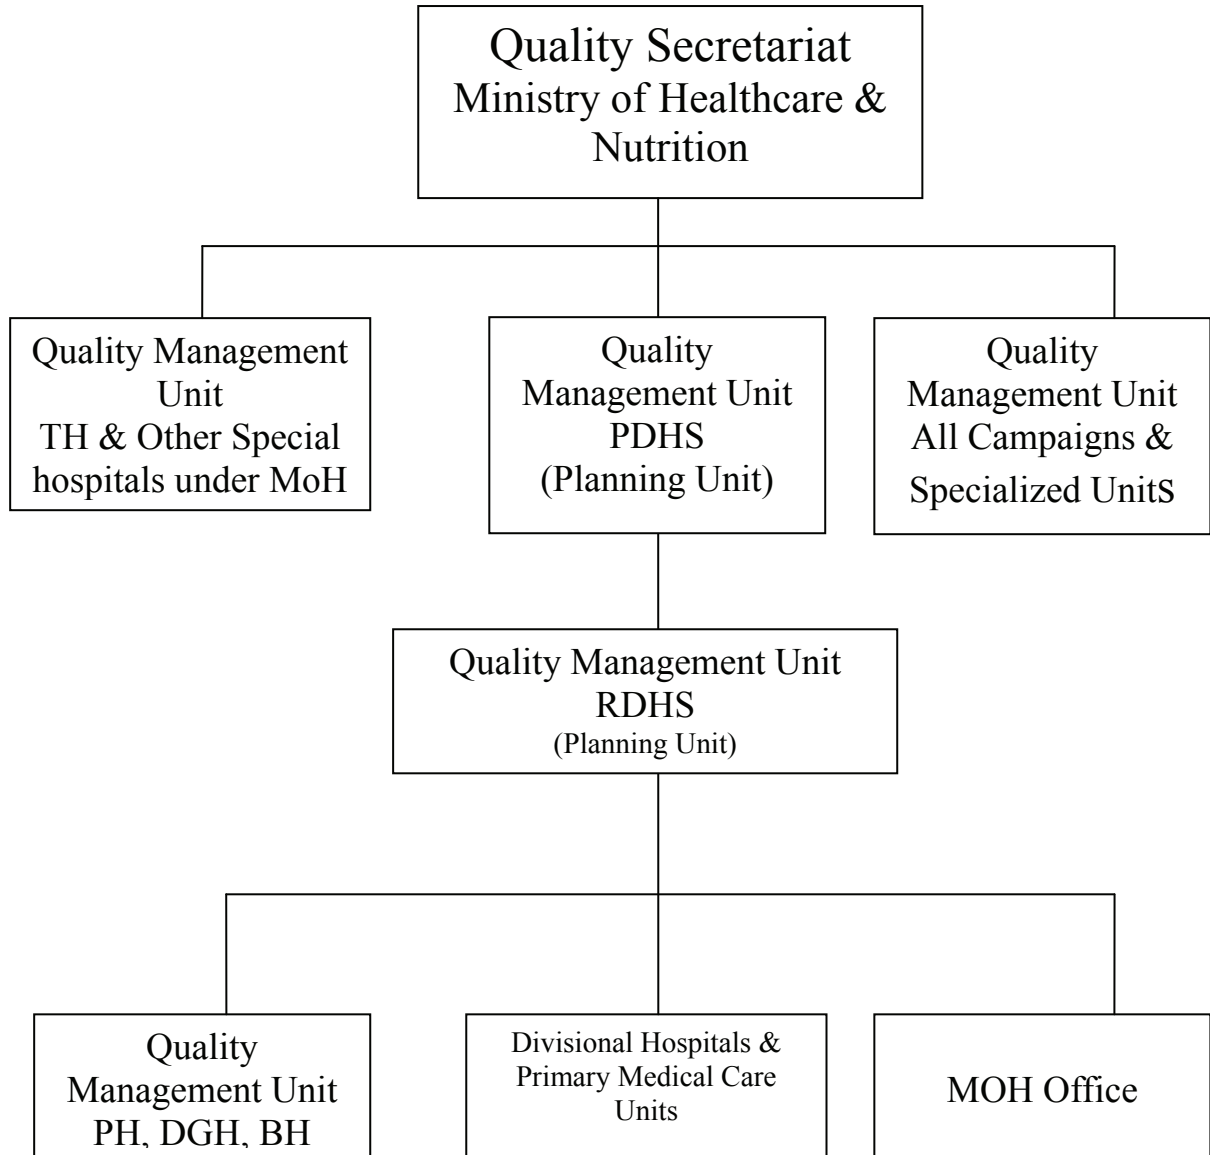 Quality Secretariat
Ministry of Healthcare &
Nutrition
Quality Management
Unit
TH & Other Special
hospitals under MoH
Quality
Management Unit
PDHS
(Planning Unit)
Quality
Management Unit
All Campaigns &
Specialized Units
Quality Management Unit
RDHS
(Planning Unit)
Quality
Management Unit
PH, DGH, BH
Divisional Hospitals &
Primary Medical Care
Units
MOH Office